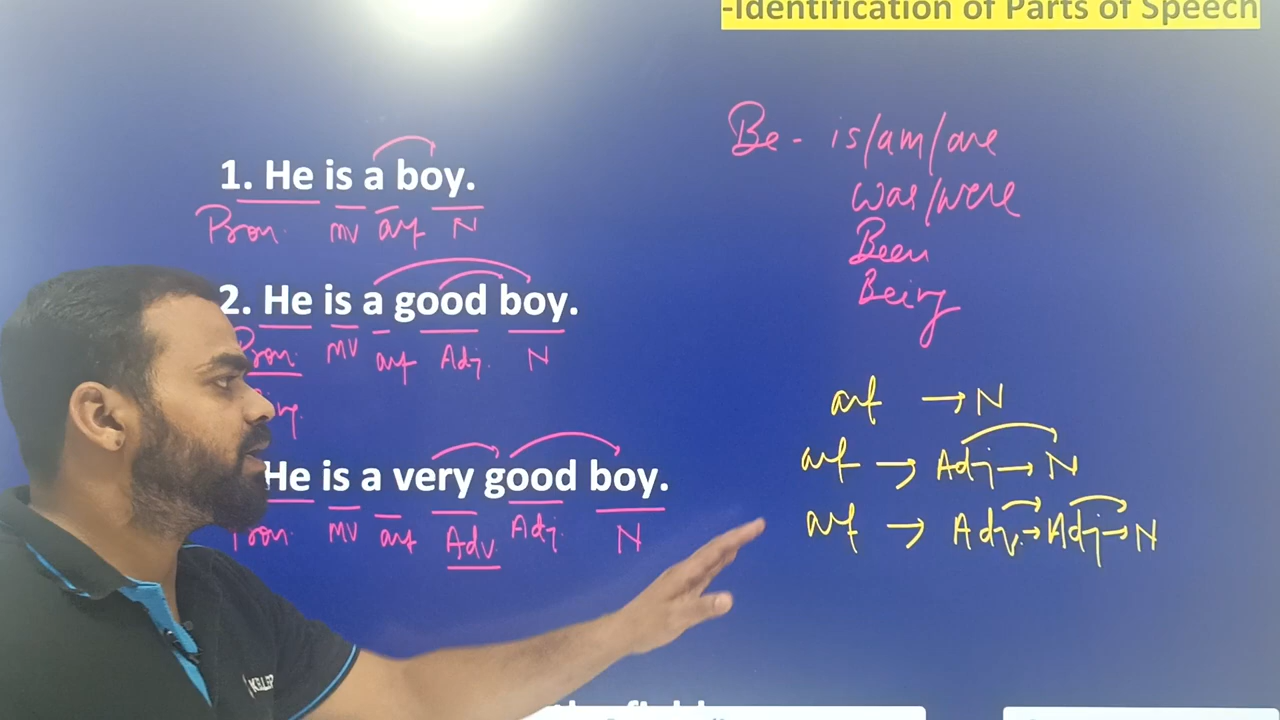 -Identification of Parts of Speech
Be - is/am/are
was/were
Been
Being
1. He is a boy.
Pron. MV art N
2. He is a good boy.
Pron. MV art Adj. N
He is a very good boy.
Pron. MV art Adv. Adj. N
art → N
art → Adj → N
art → Adv. → Adj → N